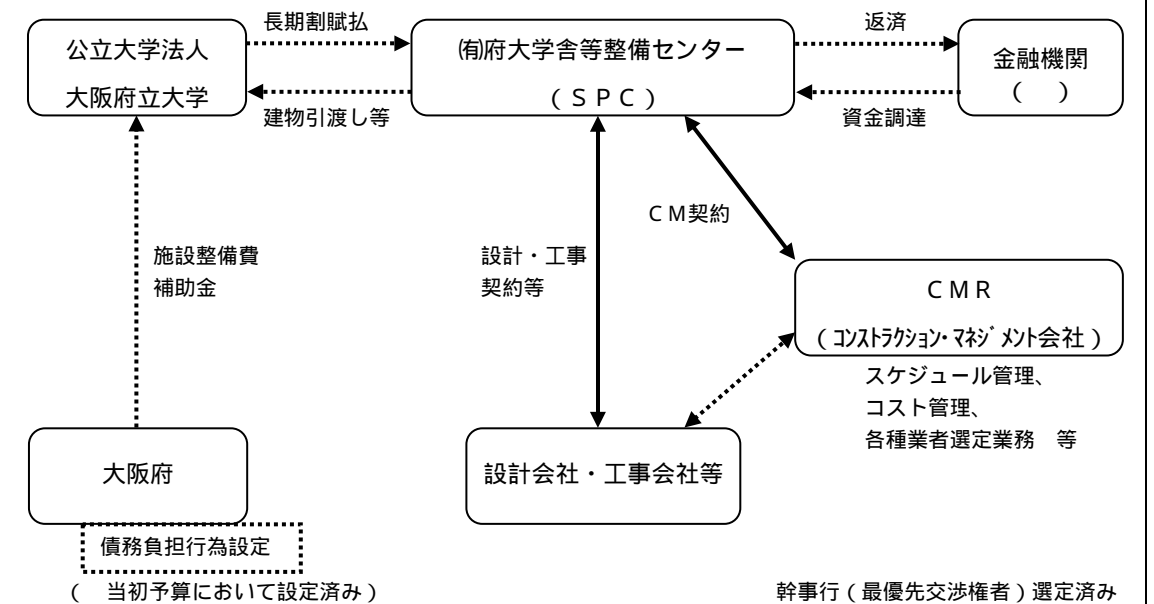 長期割賦払
返済
公立大学法人
大阪府立大学
㈲府大学舎等整備センター
(SPC)
金融機関
( )
建物引渡し等
資金調達
CM契約
施設整備費
補助金
設計・工事
契約等
CMR
(ｺﾝｽﾄﾗｸｼｮﾝ・ﾏﾈｼﾞﾒﾝﾄ会社)
スケジュール管理、
コスト管理、
各種業者選定業務 等
大阪府
設計会社・工事会社等
債務負担行為設定
( 当初予算において設定済み)
幹事行(最優先交渉権者)選定済み